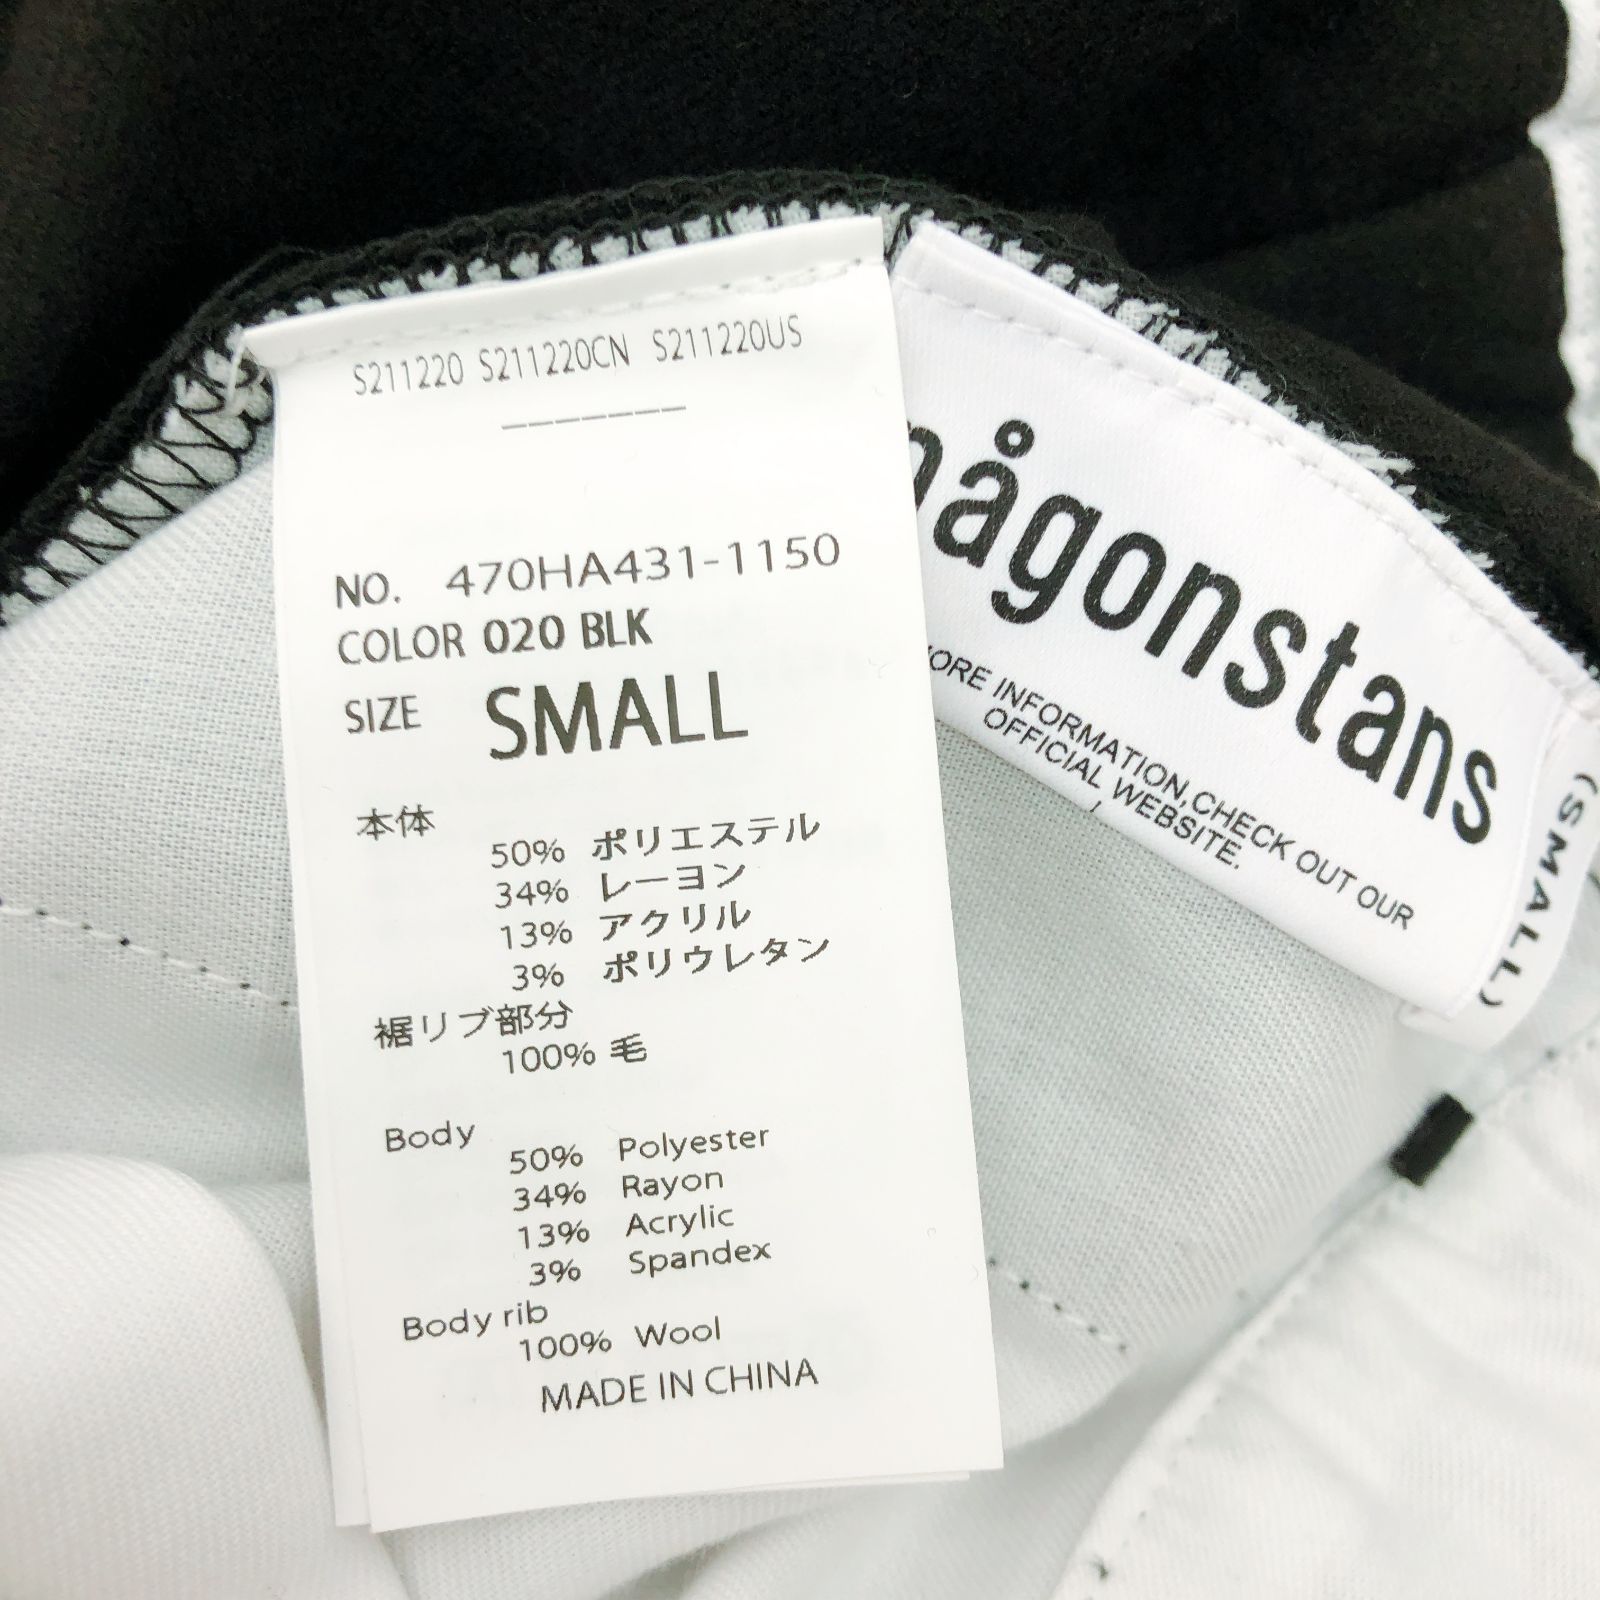 S211220 S211220CN S211220US
-------
NO. 470HA431-1150
COLOR 020 BLK
SIZE SMALL
本体
50% ポリエステル
34% レーヨン
13% アクリル
3% ポリウレタン
裾リブ部分
100% 毛
Body
50% Polyester
34% Rayon
13% Acrylic
3% Spandex
Body rib
100% Wool
MADE IN CHINA
någonstans
INFORMATION,CHECK OUT OUR
OFFICIAL WEBSITE.
(SMALL)